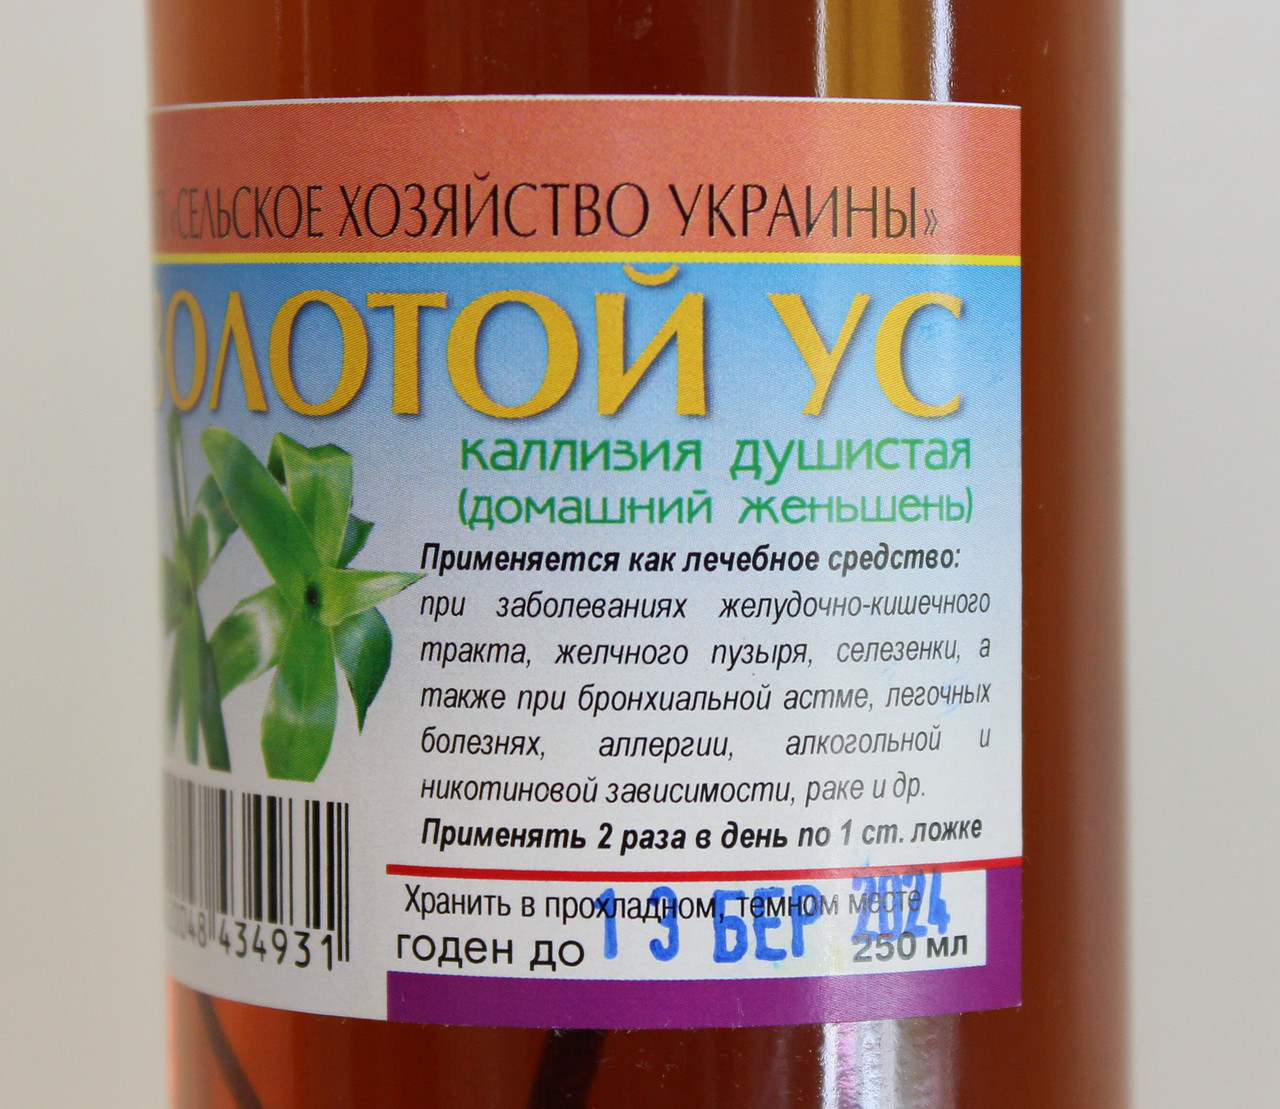 «СЕЛЬСКОЕ ХОЗЯЙСТВО УКРАИНЫ»
ЗОЛОТОЙ УС
каллизия душистая
(домашний женьшень)
Применяется как лечебное средство:
при заболеваниях желудочно-кишечного
тракта, желчного пузыря, селезенки, а
также при бронхиальной астме, легочных
болезнях, аллергии, алкогольной и
никотиновой зависимости, раке и др.
Применять 2 раза в день по 1 ст. ложке
Хранить в прохладном, темном месте
годен до 13 БЕР 2024
250 мл
434931